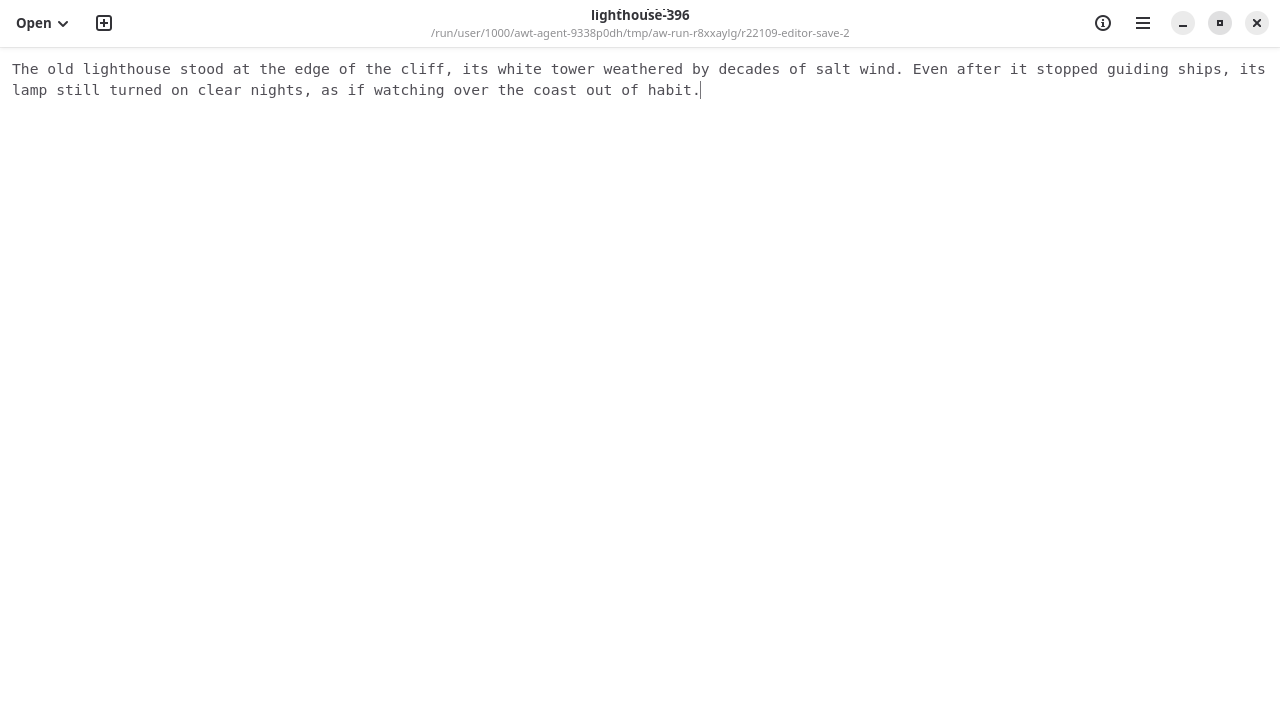 Open
lighthouse-396
/run/user/1000/awt-agent-9338p0dh/tmp/aw-run-r8xxaylg/r22109-editor-save-2
The old lighthouse stood at the edge of the cliff, its white tower weathered by decades of salt wind. Even after it stopped guiding ships, its
lamp still turned on clear nights, as if watching over the coast out of habit.